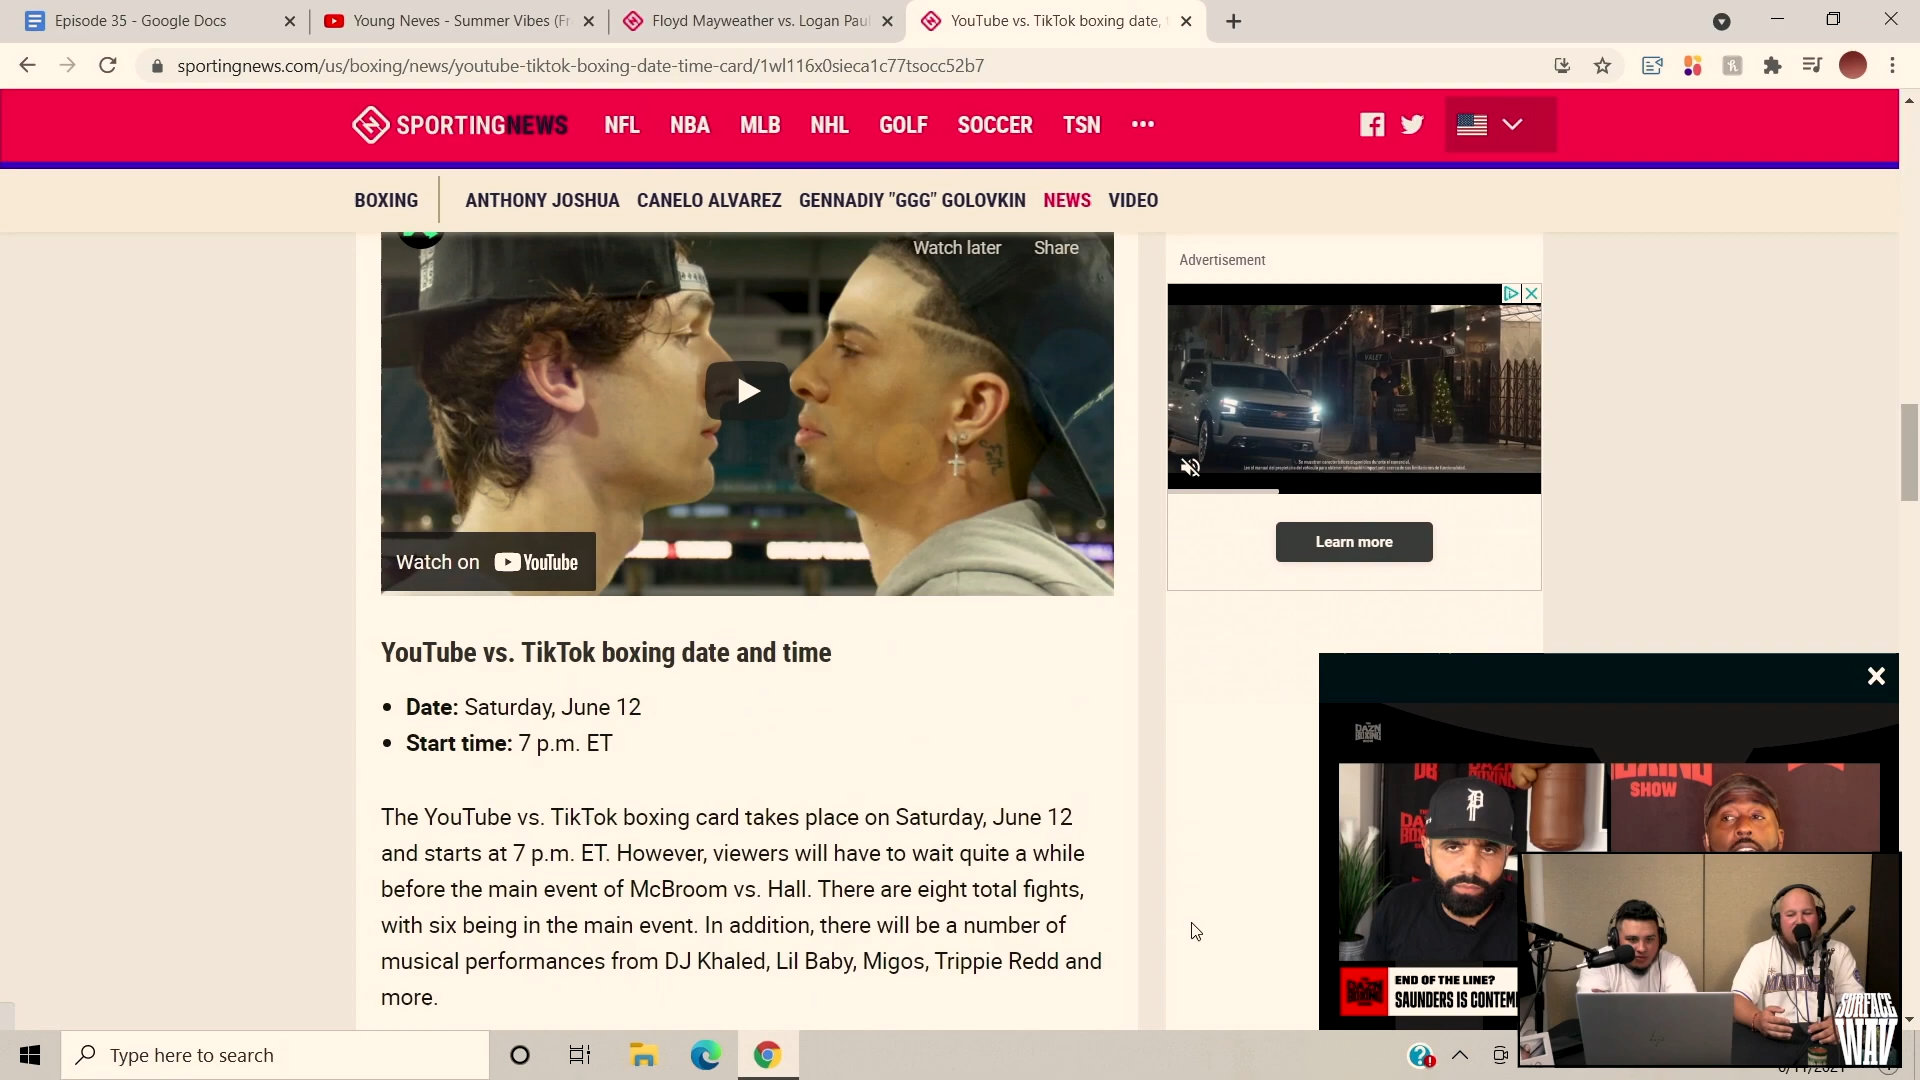 Episode 35 - Google Docs
Young Neves - Summer Vibes (Fr
Floyd Mayweather vs. Logan Paul
YouTube vs. TikTok boxing date,
sportingnews.com/us/boxing/news/youtube-tiktok-boxing-date-time-card/1wl116x0sieca1c77tsocc52b7
SPORTINGNEWS
NFL NBA MLB NHL GOLF SOCCER TSN •••
BOXING ANTHONY JOSHUA CANELO ALVAREZ GENNADIY "GGG" GOLOVKIN NEWS VIDEO
Watch later Share
Watch on YouTube
Advertisement
VALET
Learn more
YouTube vs. TikTok boxing date and time
• Date: Saturday, June 12
• Start time: 7 p.m. ET
The YouTube vs. TikTok boxing card takes place on Saturday, June 12
and starts at 7 p.m. ET. However, viewers will have to wait quite a while
before the main event of McBroom vs. Hall. There are eight total fights,
with six being in the main event. In addition, there will be a number of
musical performances from DJ Khaled, Lil Baby, Migos, Trippie Redd and
more.
THE DAZN BOXING
SHOW
END OF THE LINE?
SAUNDERS IS CONTEM
SURFACE
WAV
Type here to search